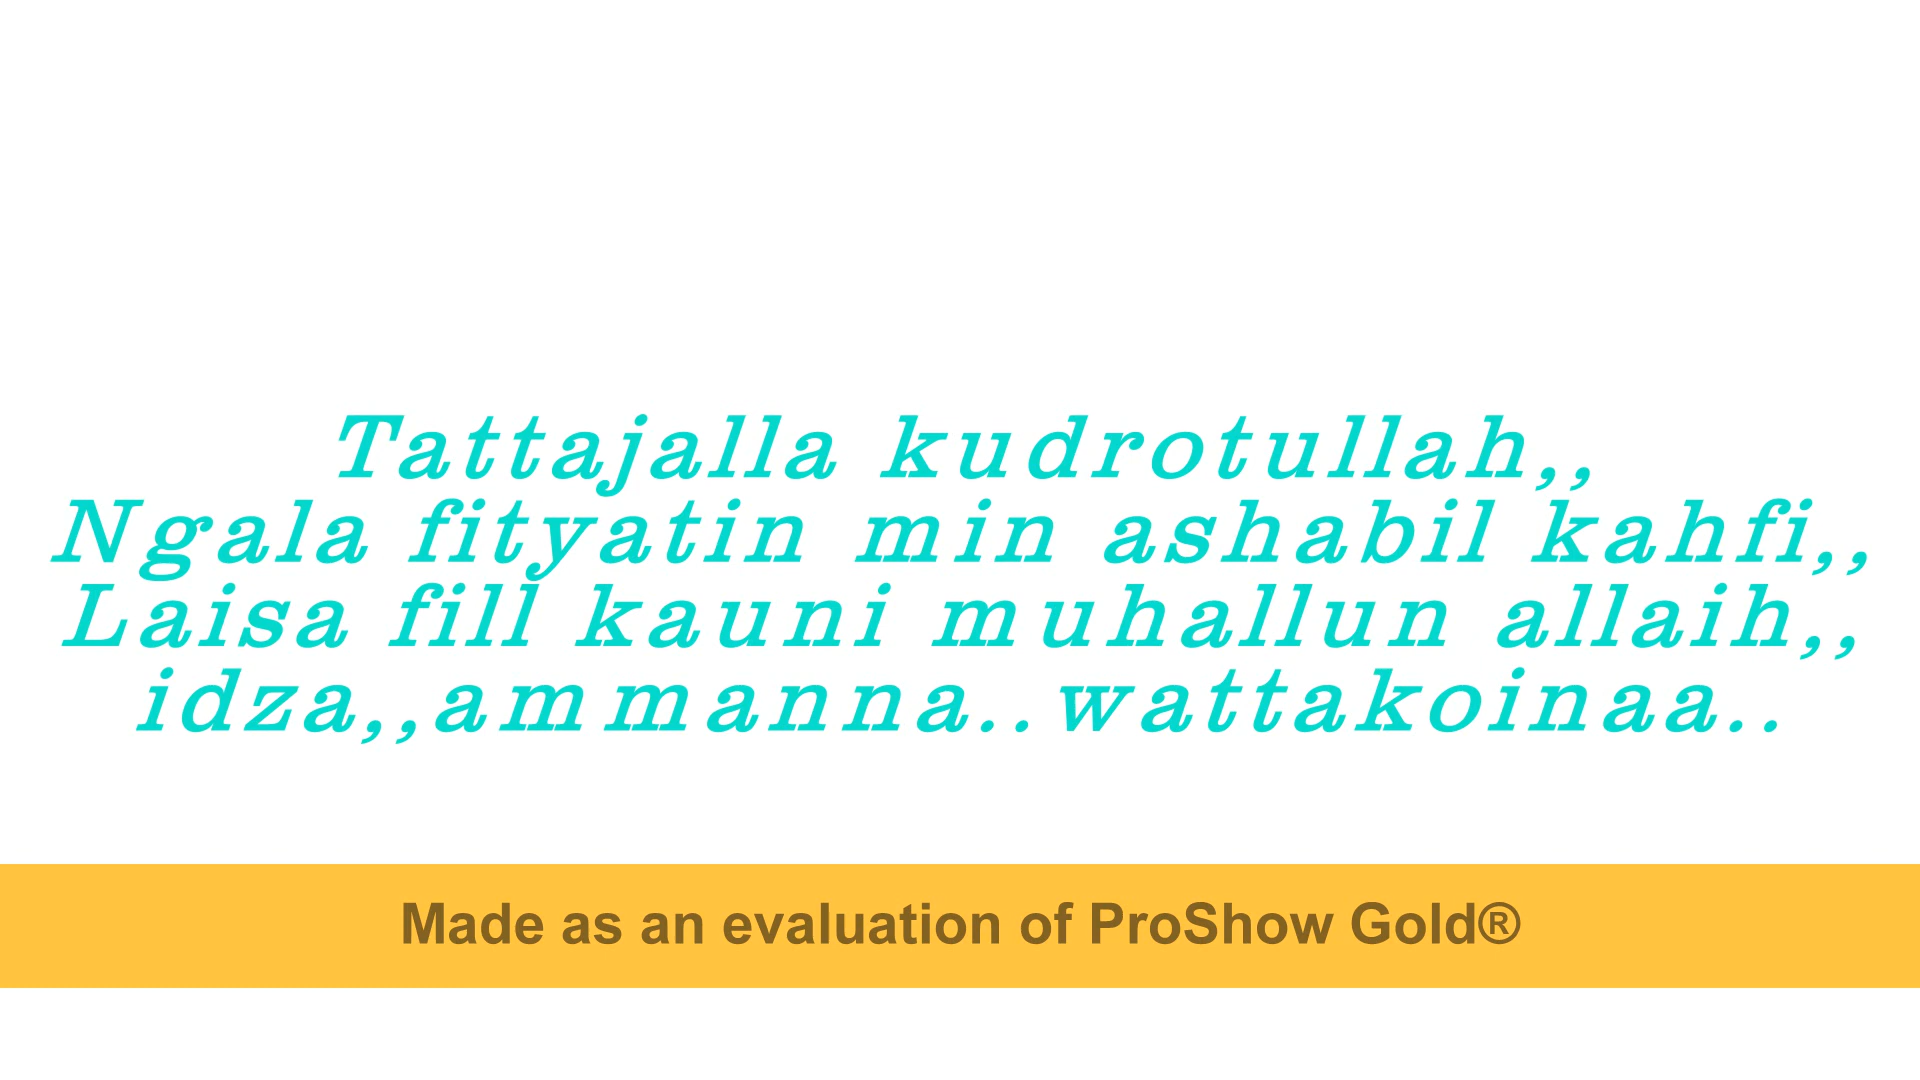 Tattajalla kudrotullah,,
Ngala fityatin min ashabil kahfi,,
Laisa fill kauni muhallun allaih,,
idza,,ammanna..wattakoinaa..
Made as an evaluation of ProShow Gold®